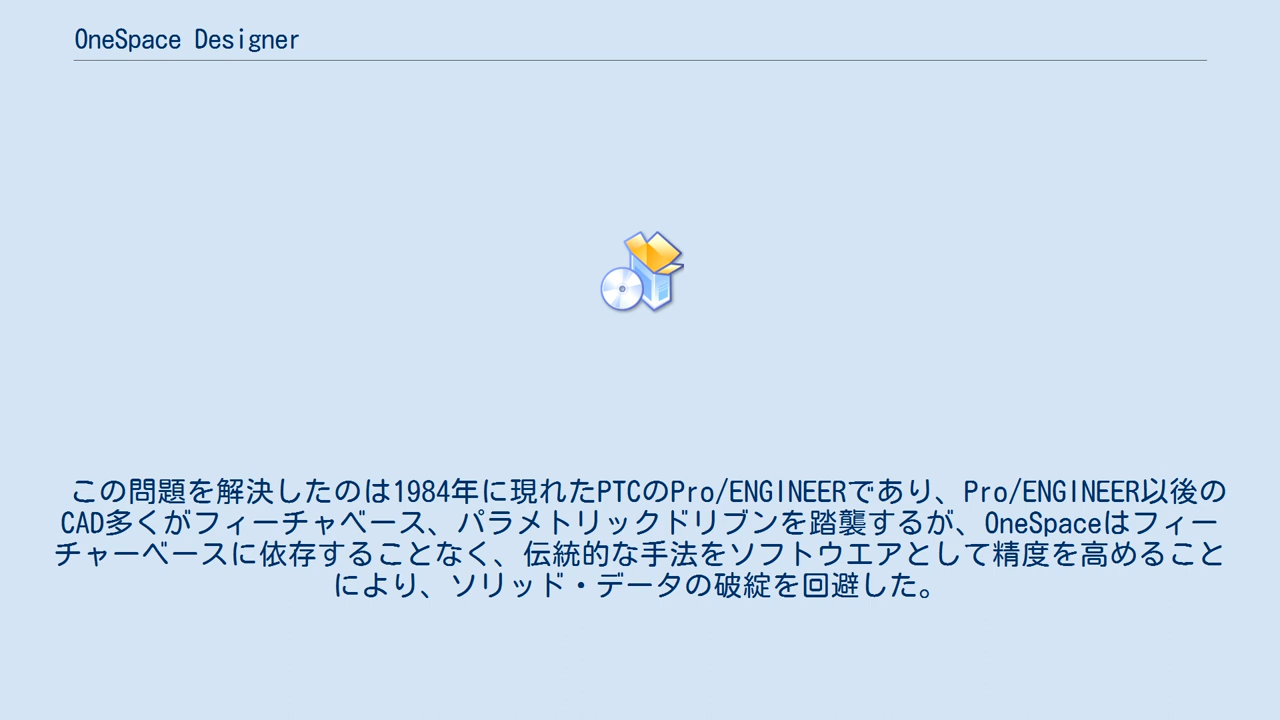 OneSpace Designer
この問題を解決したのは1984年に現れたPTCのPro/ENGINEERであり、Pro/ENGINEER以後の
CAD多くがフィーチャベース、パラメトリックドリブンを踏襲するが、OneSpaceはフィー
チャーベースに依存することなく、伝統的な手法をソフトウエアとして精度を高めること
により、ソリッド・データの破綻を回避した。